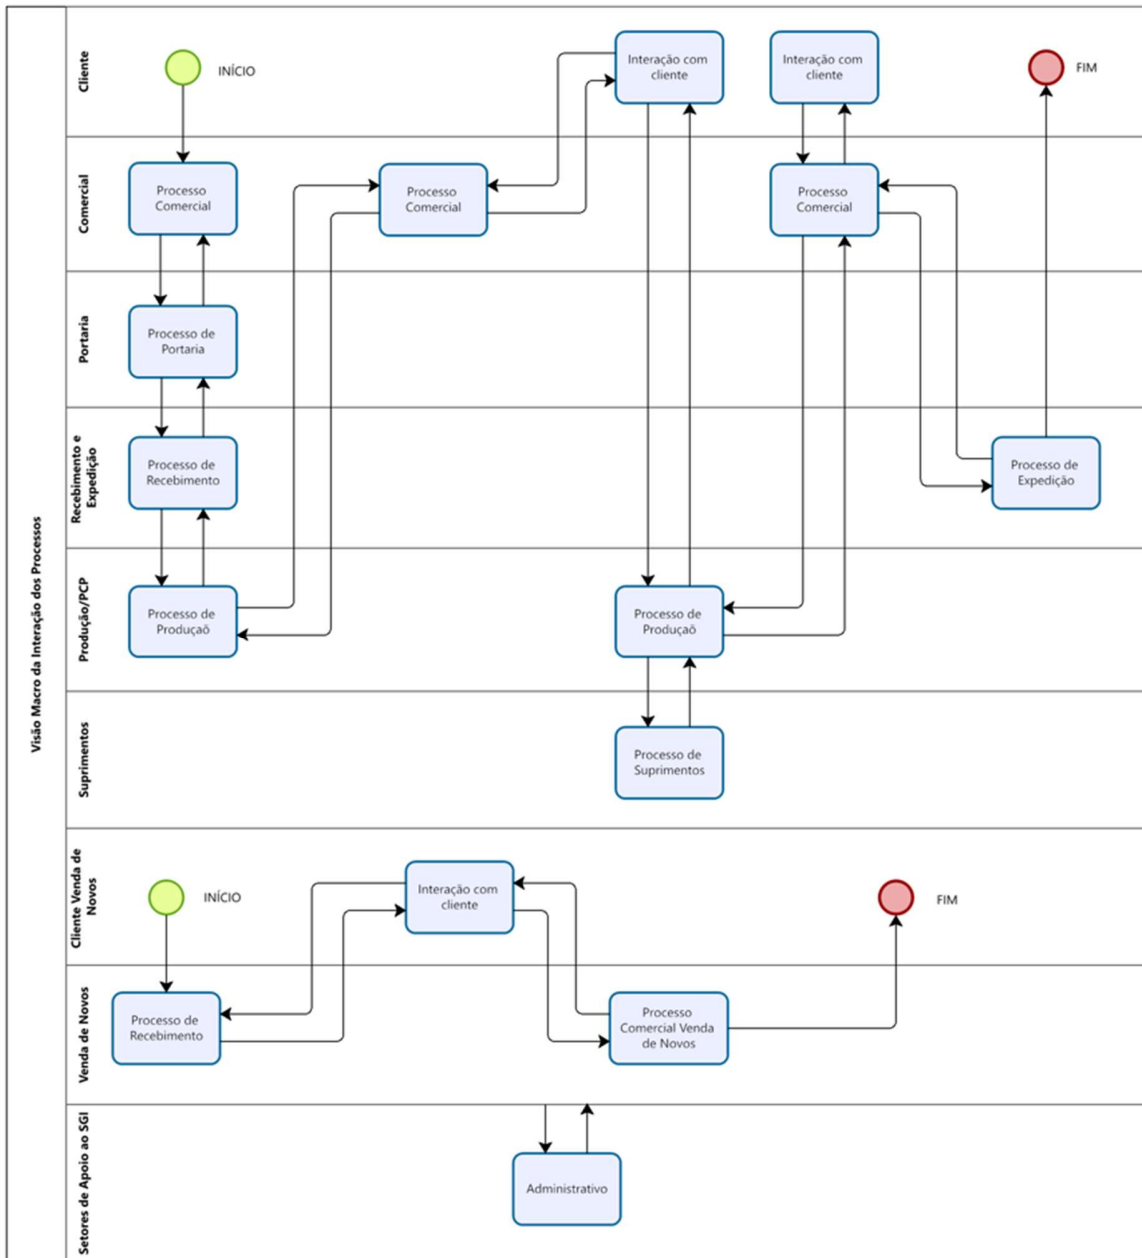 Visão Macro da Interação dos Processos
Cliente
INÍCIO
Interação com
cliente
Interação com
cliente
FIM
Comercial
Processo
Comercial
Processo
Comercial
Processo
Comercial
Portaria
Processo de
Portaria
Recebimento e
Expedição
Processo de
Recebimento
Processo de
Expedição
Produção/PCP
Processo de
Produçaõ
Processo de
Produçaõ
Suprimentos
Processo de
Suprimentos
Cliente Venda de
Novos
INÍCIO
Interação com
cliente
FIM
Venda de Novos
Processo de
Recebimento
Processo
Comercial Venda
de Novos
Setores de Apoio ao SGI
Administrativo